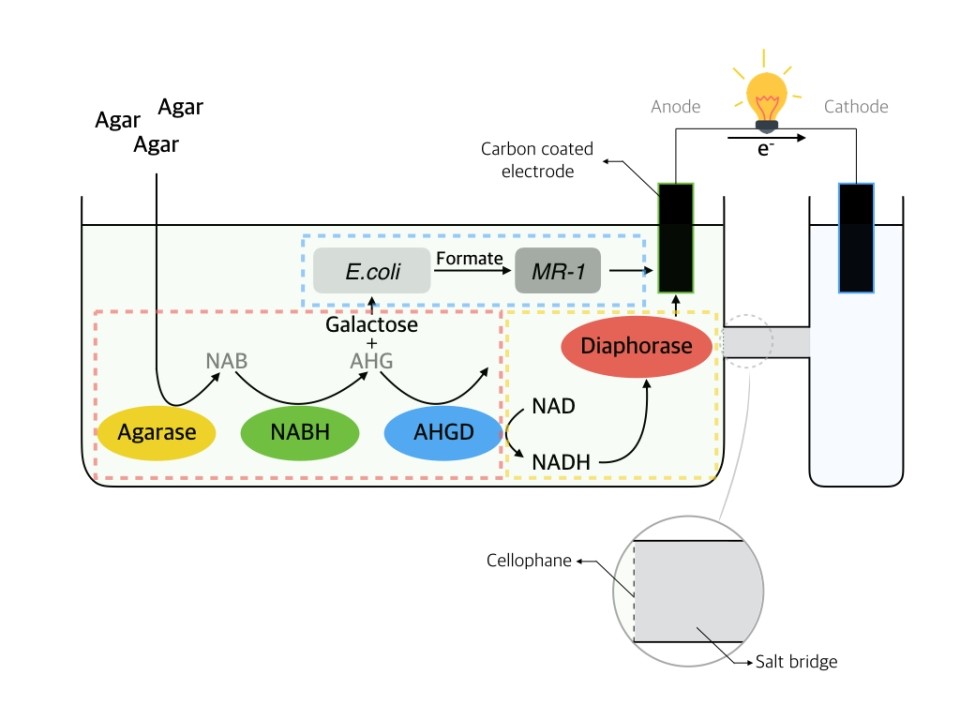 Agar
Agar
Agar
Anode
Cathode
e-
Carbon coated
electrode
E.coli
Formate
MR-1
Galactose
+
AHG
NAB
Diaphorase
Agarase
NABH
AHGD
NAD
NADH
Cellophane
Salt bridge